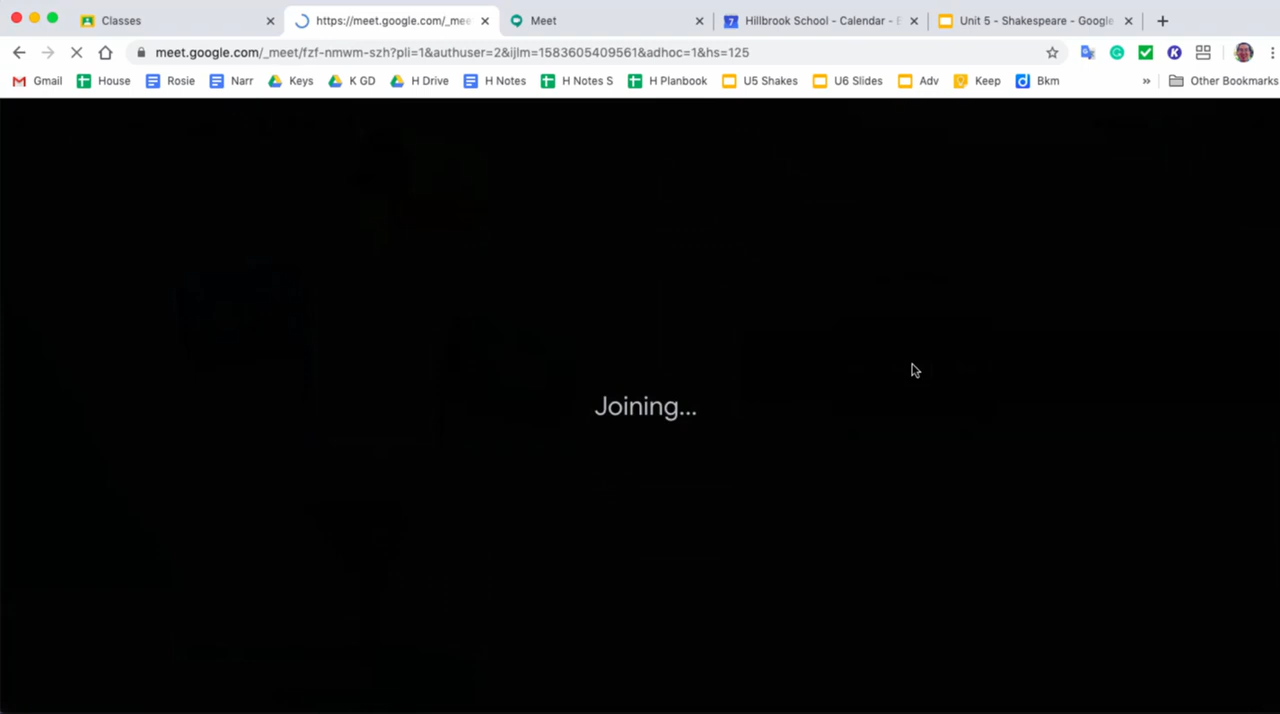 Classes
https://meet.google.com/_mee
Meet
Hillbrook School - Calendar - E
Unit 5 - Shakespeare - Google
meet.google.com/_meet/fzf-nmwm-szh?pli=1&authuser=2&ijlm=1583605409561&adhoc=1&hs=125
Gmail House Rosie Narr Keys K GD H Drive H Notes H Notes S H Planbook U5 Shakes U6 Slides Adv Keep Bkm » Other Bookmarks
Joining...